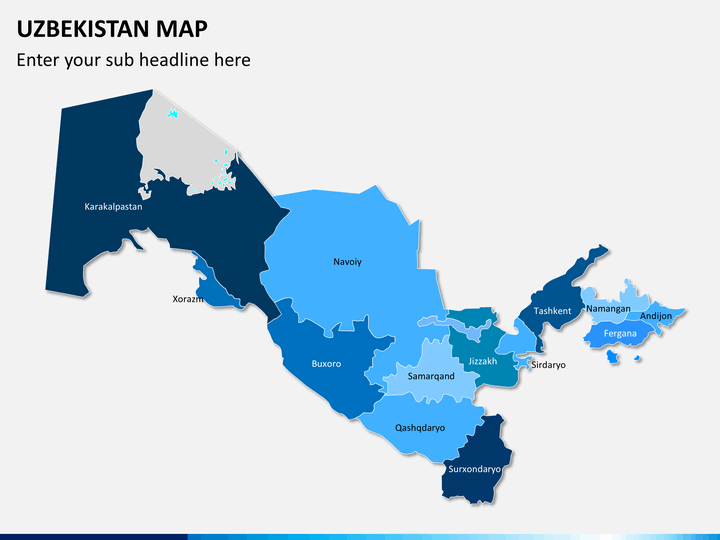 UZBEKISTAN MAP
Enter your sub headline here
Karakalpastan
Navoiy
Xorazm
Tashkent
Namangan
Andijon
Fergana
Buxoro
Jizzakh
Sirdaryo
Samarqand
Qashqdaryo
Surxondaryo